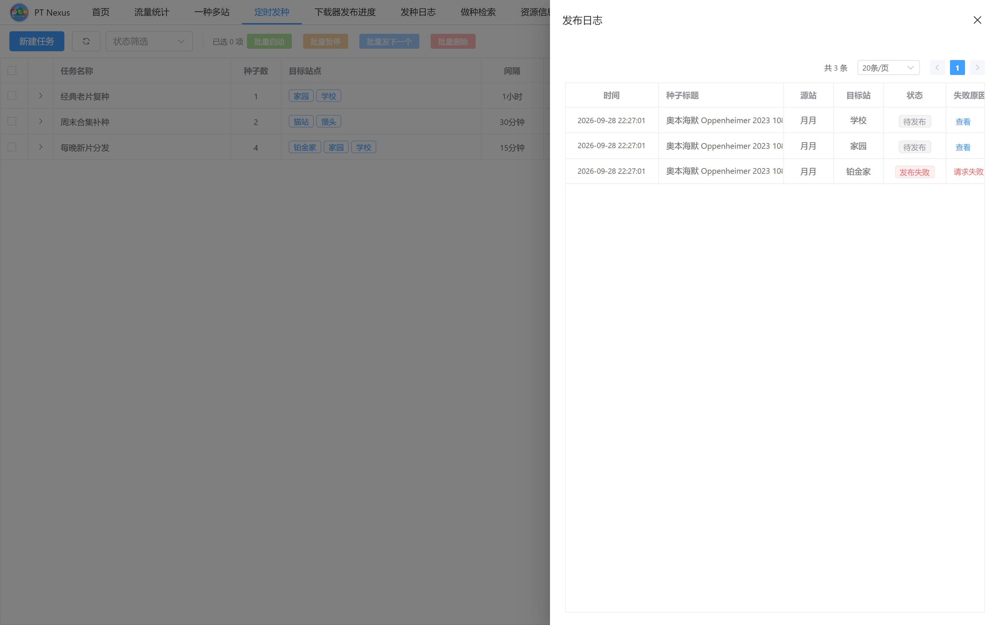 PT Nexus 首页 流量统计 一种多站 定时发种 下载器发布进度 发种日志 做种检索 资源信息
新建任务 状态筛选 已选 0 项 批量启动 批量暂停 批量发下一个 批量删除
任务名称 种子数 目标站点 间隔
经典老片复种 1 家园 学校 1小时
周末合集补种 2 猫站 馒头 30分钟
每晚新片分发 4 铂金家 家园 学校 15分钟
发布日志
共 3 条 20条/页 1
时间 种子标题 源站 目标站 状态 失败原因
2026-09-28 22:27:01 奥本海默 Oppenheimer 2023 108 月月 学校 待发布 查看
2026-09-28 22:27:01 奥本海默 Oppenheimer 2023 108 月月 家园 待发布 查看
2026-09-28 22:27:01 奥本海默 Oppenheimer 2023 108 月月 铂金家 发布失败 请求失败